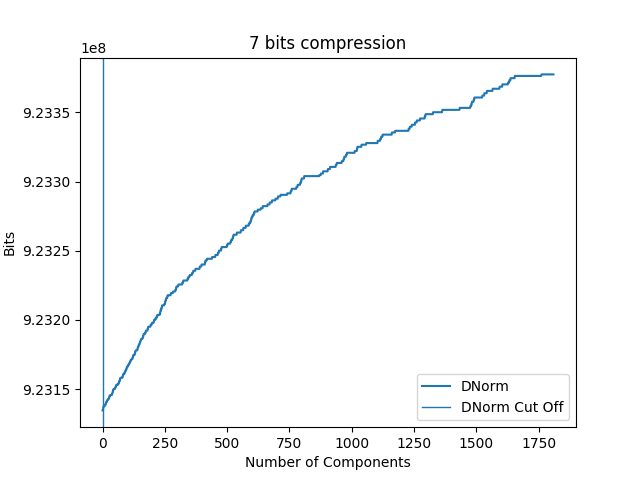 7 bits compression
1e8
9.2335
9.2330
9.2325
9.2320
9.2315
Bits
0 250 500 750 1000 1250 1500 1750
Number of Components
DNorm
DNorm Cut Off